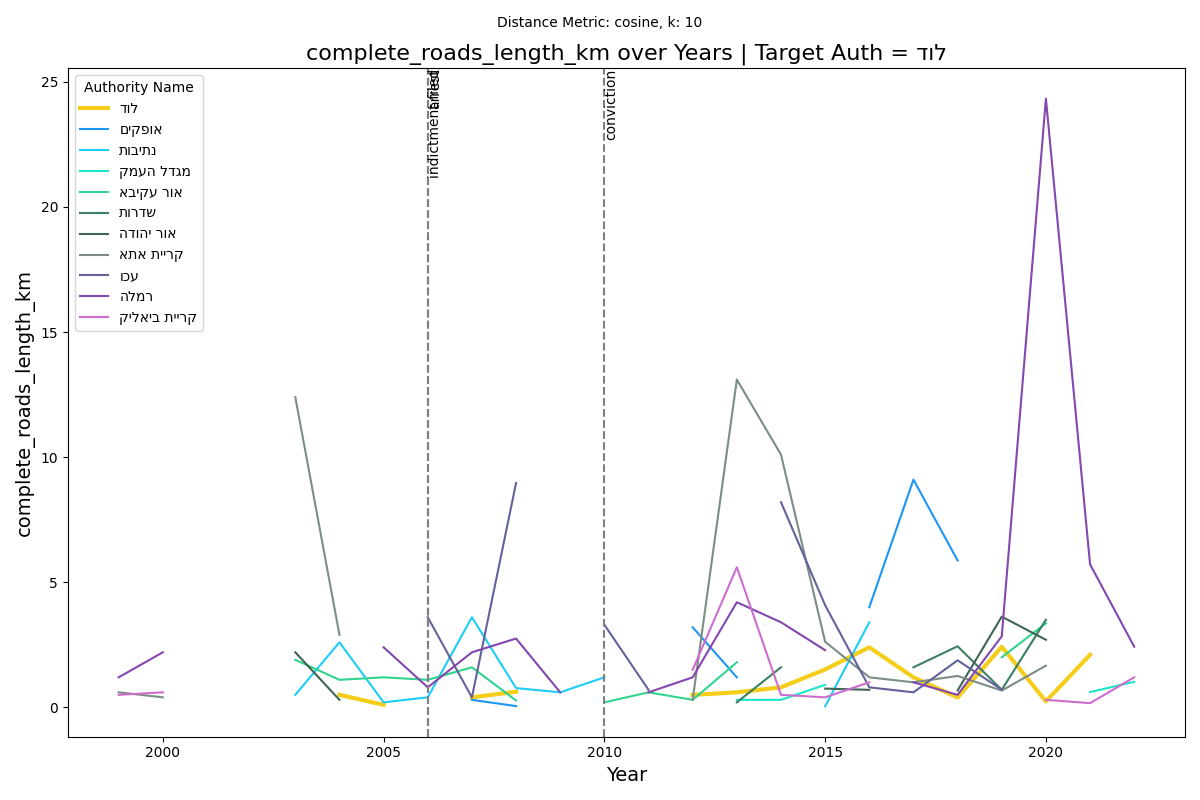 Distance Metric: cosine, k: 10
complete_roads_length_km over Years | Target Auth = לוד
Authority Name
לוד
אופקים
נתיבות
מגדל העמק
אור עקיבא
שדרות
אור יהודה
קריית אתא
עכו
רמלה
קריית ביאליק
indictment filed
arrest
conviction
25
20
15
10
5
0
complete_roads_length_km
2000 2005 2010 2015 2020
Year